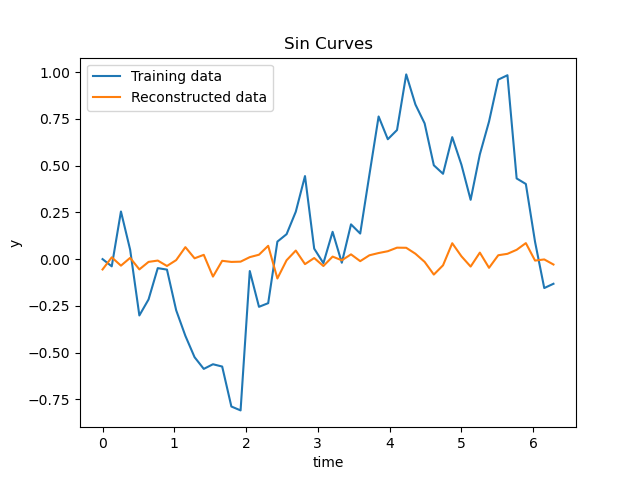 Sin Curves
Training data
Reconstructed data
1.00
0.75
0.50
0.25
0.00
−0.25
−0.50
−0.75
y
0 1 2 3 4 5 6
time